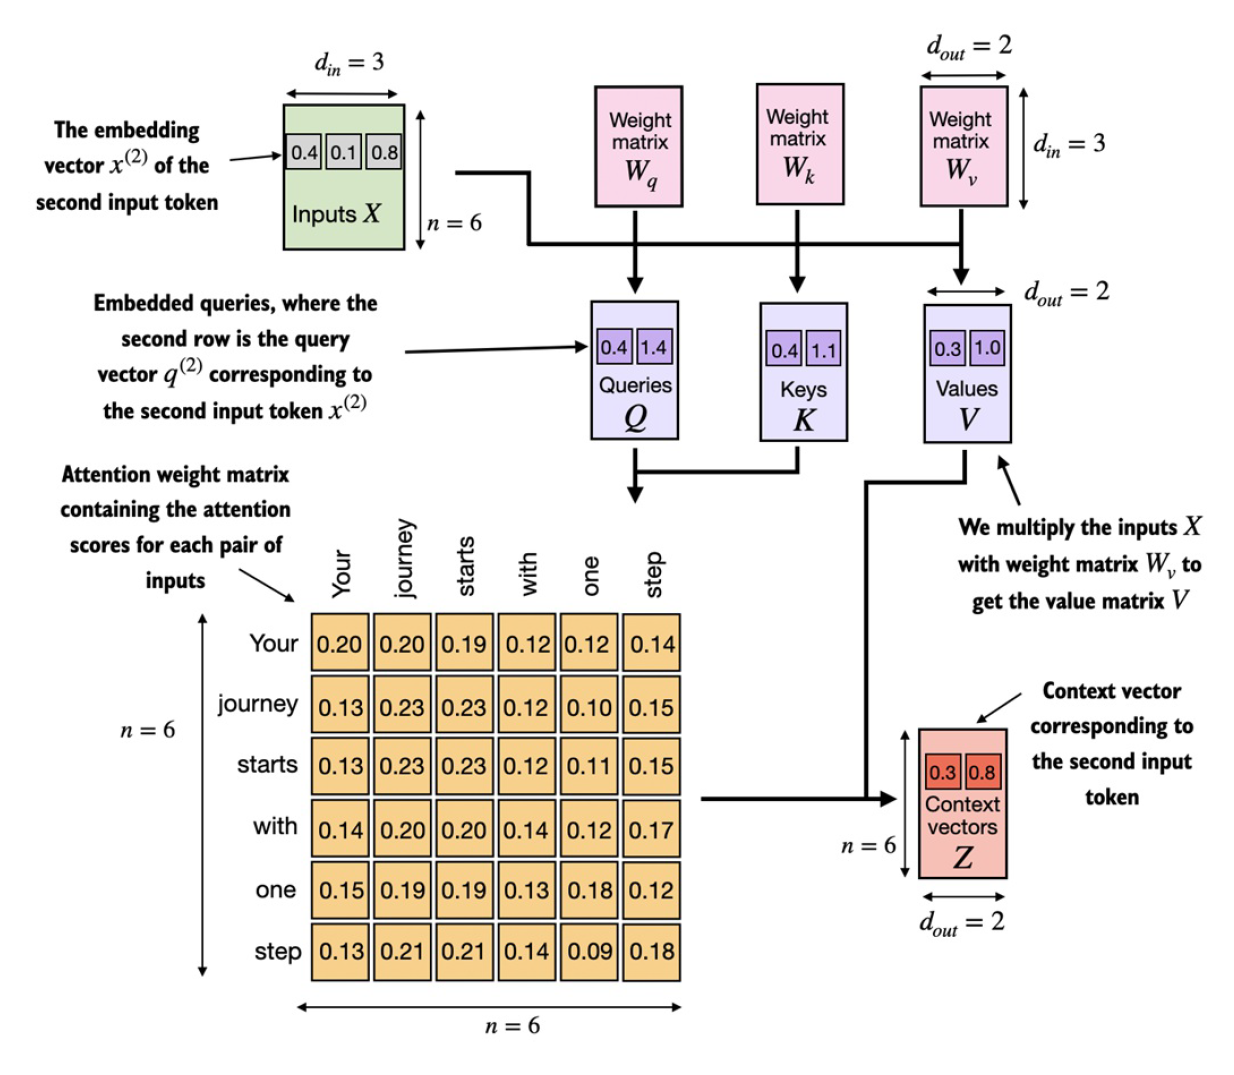 d_in = 3
The embedding
vector x^(2) of the
second input token
0.4 0.1 0.8
Inputs X
n = 6
Weight
matrix
W_q
Weight
matrix
W_k
d_out = 2
Weight
matrix
W_v
d_in = 3
Embedded queries, where the
second row is the query
vector q^(2) corresponding to
the second input token x^(2)
0.4 1.4
Queries
Q
0.4 1.1
Keys
K
d_out = 2
0.3 1.0
Values
V
We multiply the inputs X
with weight matrix W_v to
get the value matrix V
Attention weight matrix
containing the attention
scores for each pair of
inputs
Your journey starts with one step
Your 0.20 0.20 0.19 0.12 0.12 0.14
journey 0.13 0.23 0.23 0.12 0.10 0.15
starts 0.13 0.23 0.23 0.12 0.11 0.15
with 0.14 0.20 0.20 0.14 0.12 0.17
one 0.15 0.19 0.19 0.13 0.18 0.12
step 0.13 0.21 0.21 0.14 0.09 0.18
n = 6
n = 6
Context vector
corresponding to
the second input
token
0.3 0.8
Context
vectors
Z
n = 6
d_out = 2